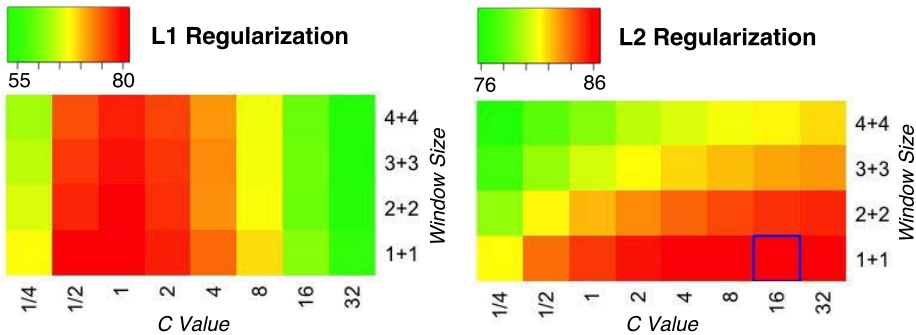 L1 Regularization
55 80
4+4
3+3
2+2
1+1
Window Size
1/4 1/2 1 2 4 8 16 32
C Value
L2 Regularization
76 86
4+4
3+3
2+2
1+1
Window Size
1/4 1/2 1 2 4 8 16 32
C Value